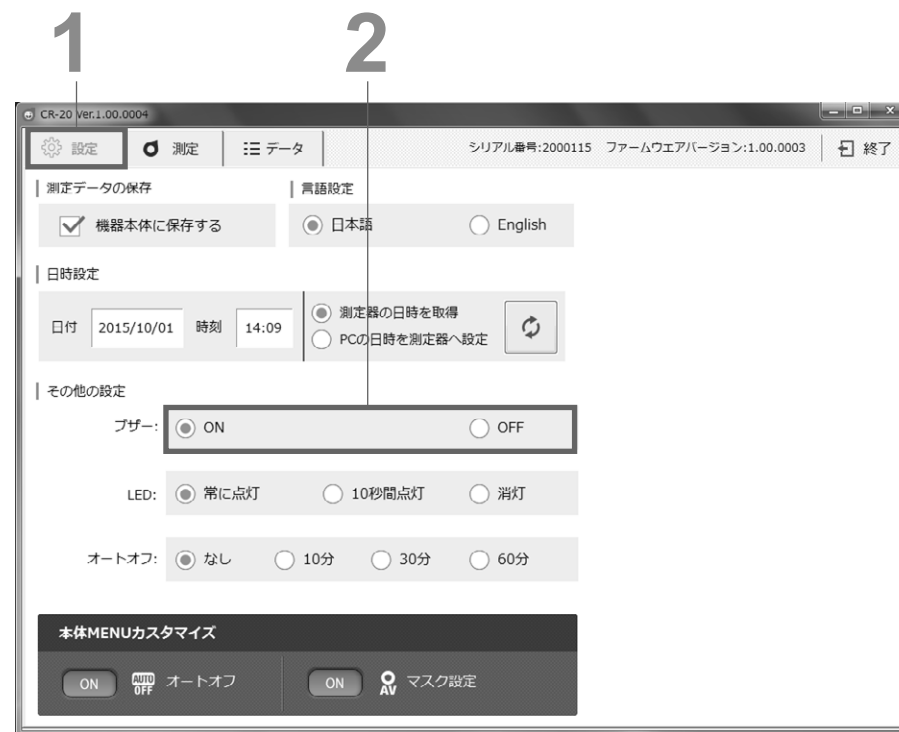 1 2
CR-20 ver.1.00.0004
設定 測定 データ シリアル番号:2000115 ファームウエアバージョン:1.00.0003 終了
測定データの保存 言語設定
機器本体に保存する 日本語 English
日時設定
測定器の日時を取得
日付 2015/10/01 時刻 14:09
PCの日時を測定器へ設定
その他の設定
ブザー: ON OFF
LED: 常に点灯 10秒間点灯 消灯
オートオフ: なし 10分 30分 60分
本体MENUカスタマイズ
ON AUTO OFF オートオフ ON AV マスク設定